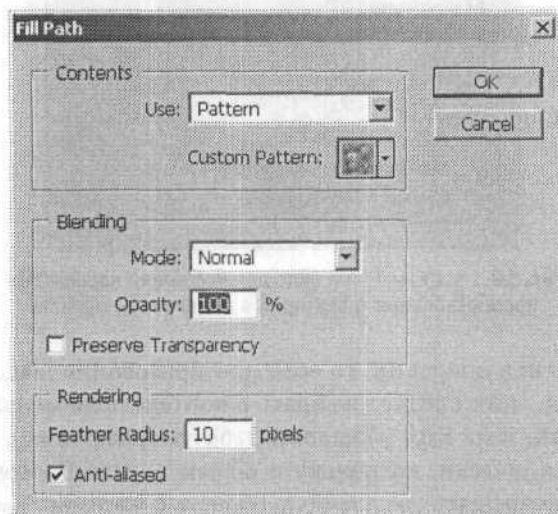 Fill Path
Contents
Use: Pattern
Custom Pattern:
OK
Cancel
Blending
Mode: Normal
Opacity: 100 %
Preserve Transparency
Rendering
Feather Radius: 10 pixels
Anti-aliased